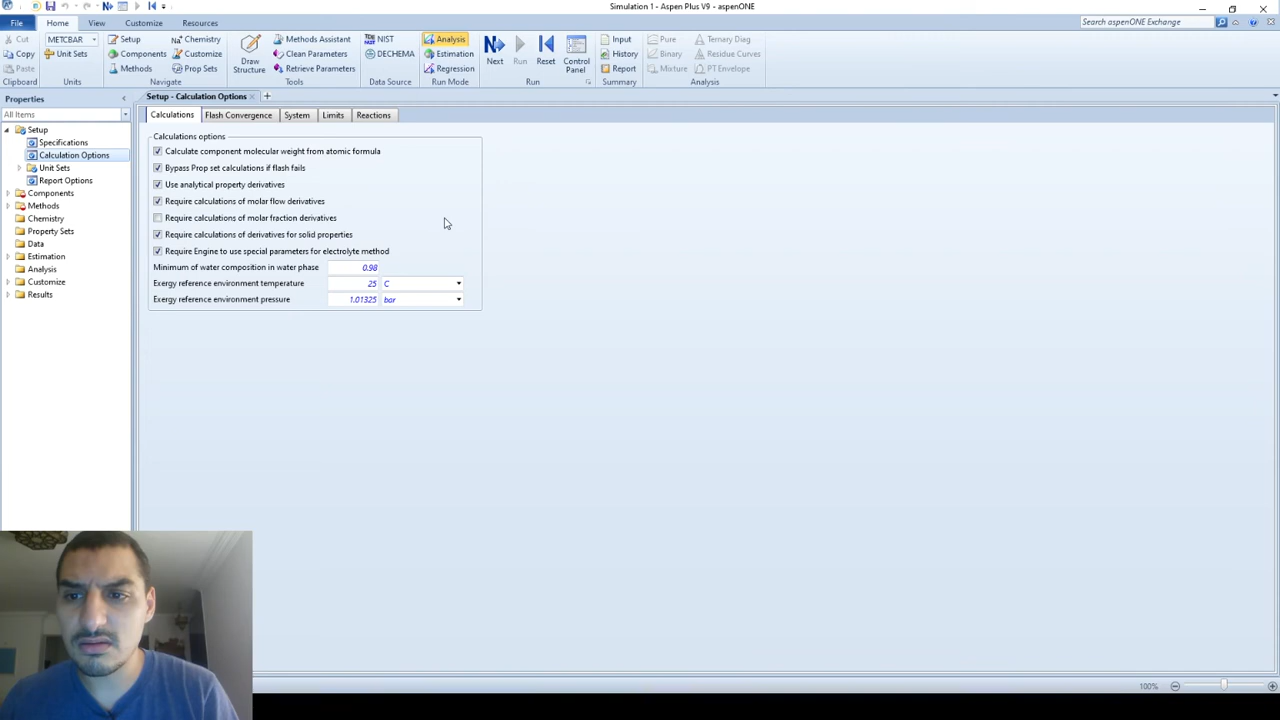 Simulation 1 - Aspen Plus V9 - aspenONE
File Home View Customize Resources Search aspenONE Exchange
Cut METCBAR Setup Chemistry Methods Assistant NIST Analysis Input Pure Ternary Diag
Copy Unit Sets Components Customize Draw Structure Clean Parameters DECHEMA Estimation Next Run Reset Control Panel History Binary Residue Curves
Paste Methods Prop Sets Retrieve Parameters Regression Report Mixture PT Envelope
Clipboard Units Navigate Tools Data Source Run Mode Run Summary Analysis
Properties
Setup - Calculation Options
All Items
Calculations Flash Convergence System Limits Reactions
Setup
Specifications
Calculation Options
Unit Sets
Report Options
Components
Methods
Chemistry
Property Sets
Data
Estimation
Analysis
Customize
Results
Calculations options
Calculate component molecular weight from atomic formula
Bypass Prop set calculations if flash fails
Use analytical property derivatives
Require calculations of molar flow derivatives
Require calculations of molar fraction derivatives
Require calculations of derivatives for solid properties
Require Engine to use special parameters for electrolyte method
Minimum of water composition in water phase 0.98
Exergy reference environment temperature 25 C
Exergy reference environment pressure 1.01325 bar
100%